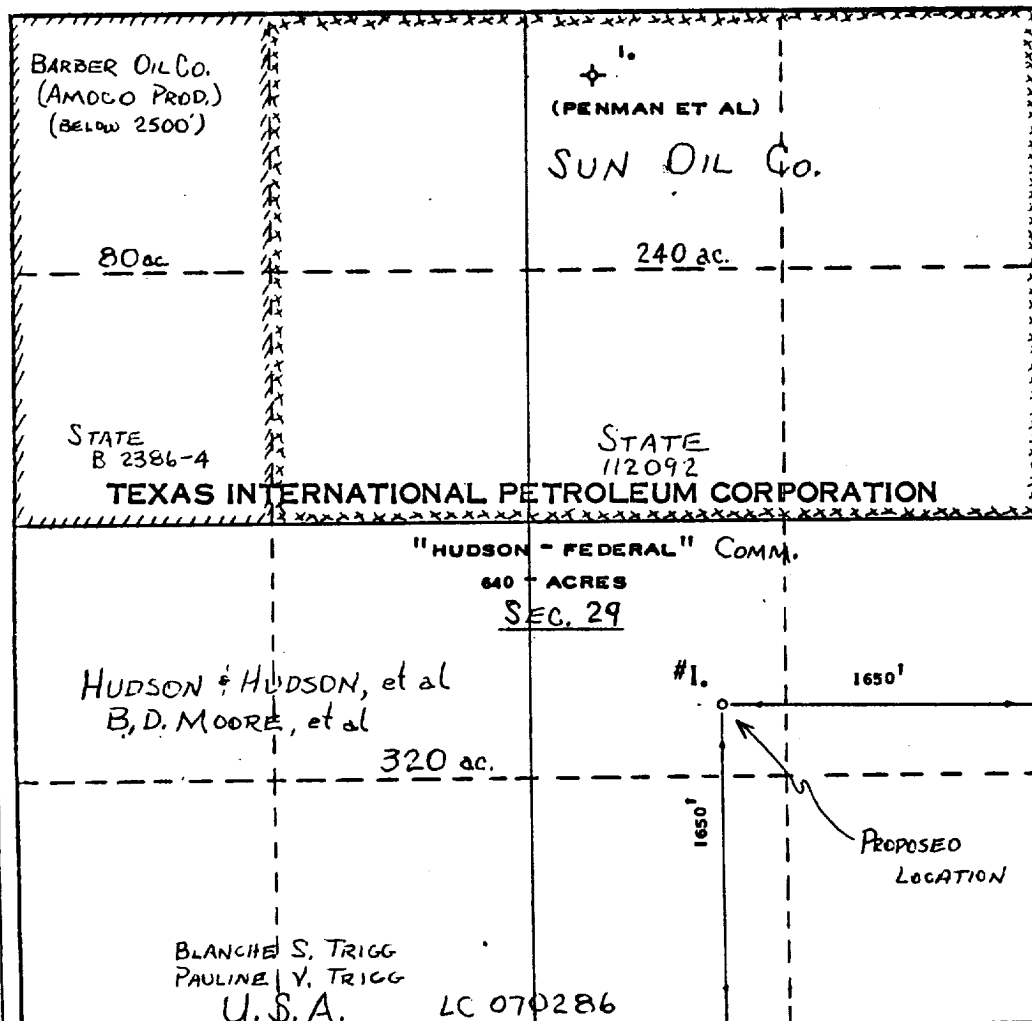 BARBER OIL CO.
(AMOCO PROD.)
(BELOW 2500')
1.
(PENMAN ET AL)
SUN OIL CO.
80 ac.
240 ac.
STATE
B 2386-4
STATE
112092
TEXAS INTERNATIONAL PETROLEUM CORPORATION
"HUDSON - FEDERAL" COMM.
640 ACRES
SEC. 29
HUDSON & HUDSON, et al
B.D. MOORE, et al
#1.
1650'
320 ac.
1650'
PROPOSED
LOCATION
BLANCHE S. TRIGG
PAULINE V. TRIGG
U.S.A. LC 070286